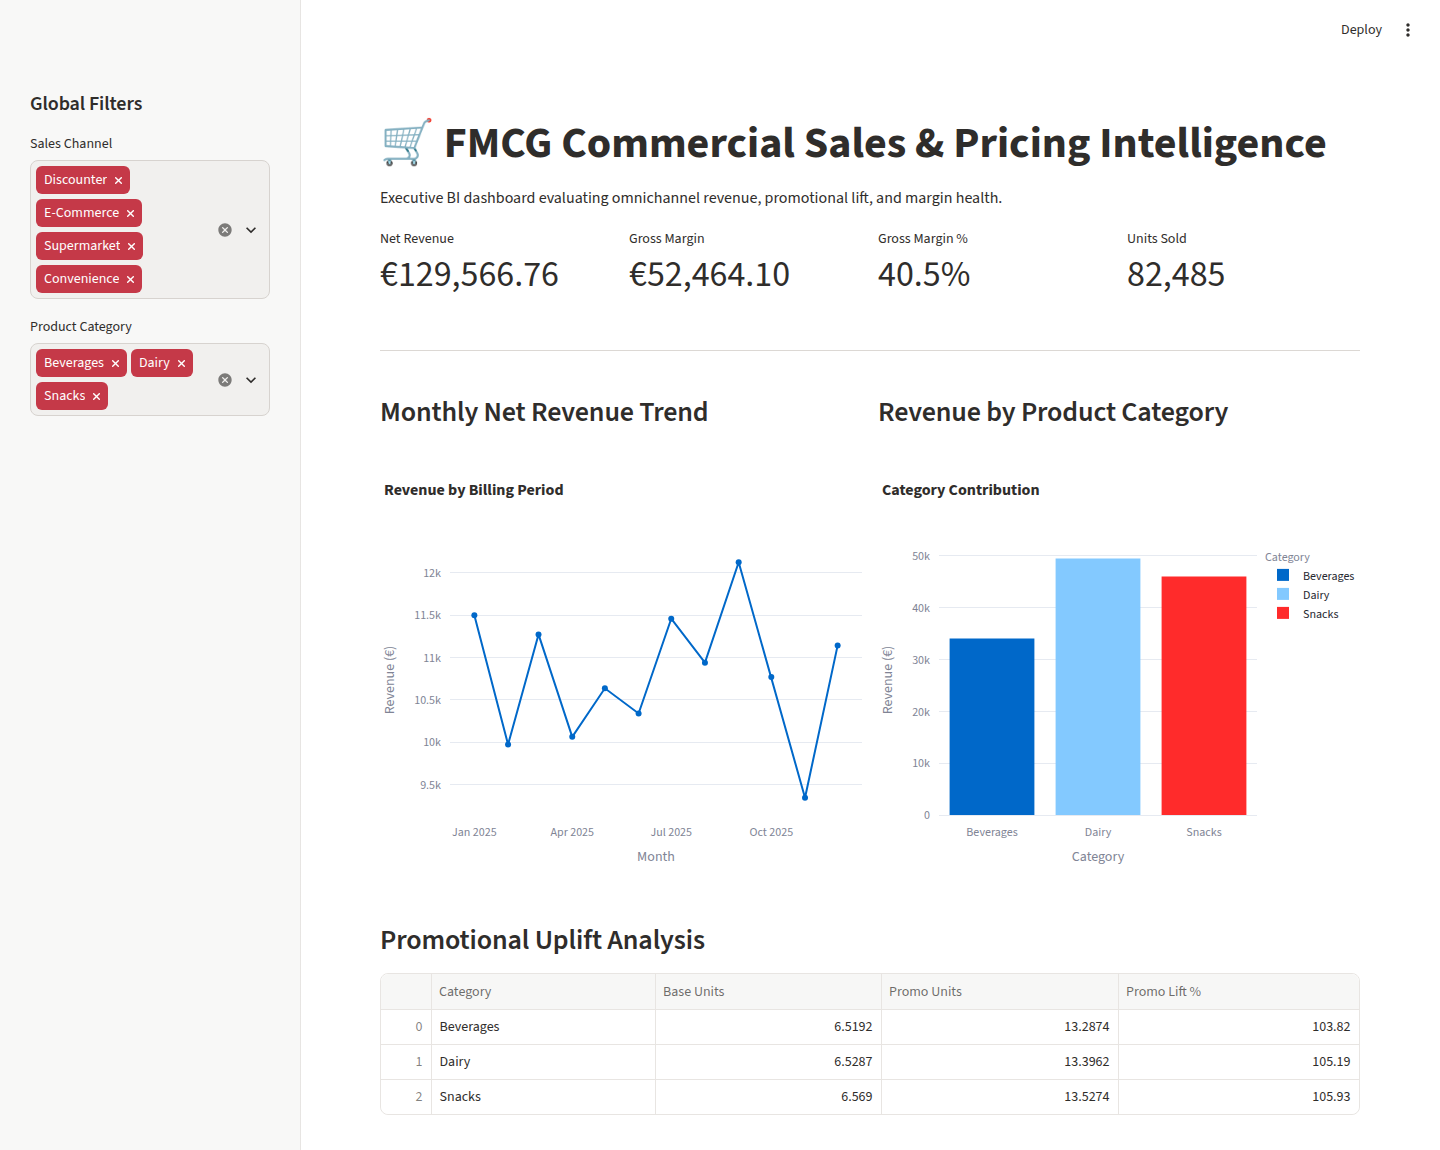 Deploy
Global Filters
Sales Channel
Discounter
E-Commerce
Supermarket
Convenience
Product Category
Beverages Dairy
Snacks
FMCG Commercial Sales & Pricing Intelligence
Executive BI dashboard evaluating omnichannel revenue, promotional lift, and margin health.
Net Revenue Gross Margin Gross Margin % Units Sold
€129,566.76 €52,464.10 40.5% 82,485
Monthly Net Revenue Trend
Revenue by Billing Period
12k
11.5k
11k
10.5k
10k
9.5k
Revenue (€)
Jan 2025 Apr 2025 Jul 2025 Oct 2025
Month
Revenue by Product Category
Category Contribution
50k
40k
30k
20k
10k
0
Revenue (€)
Beverages Dairy Snacks
Category
Category
Beverages
Dairy
Snacks
Promotional Uplift Analysis
Category Base Units Promo Units Promo Lift %
0 Beverages 6.5192 13.2874 103.82
1 Dairy 6.5287 13.3962 105.19
2 Snacks 6.569 13.5274 105.93